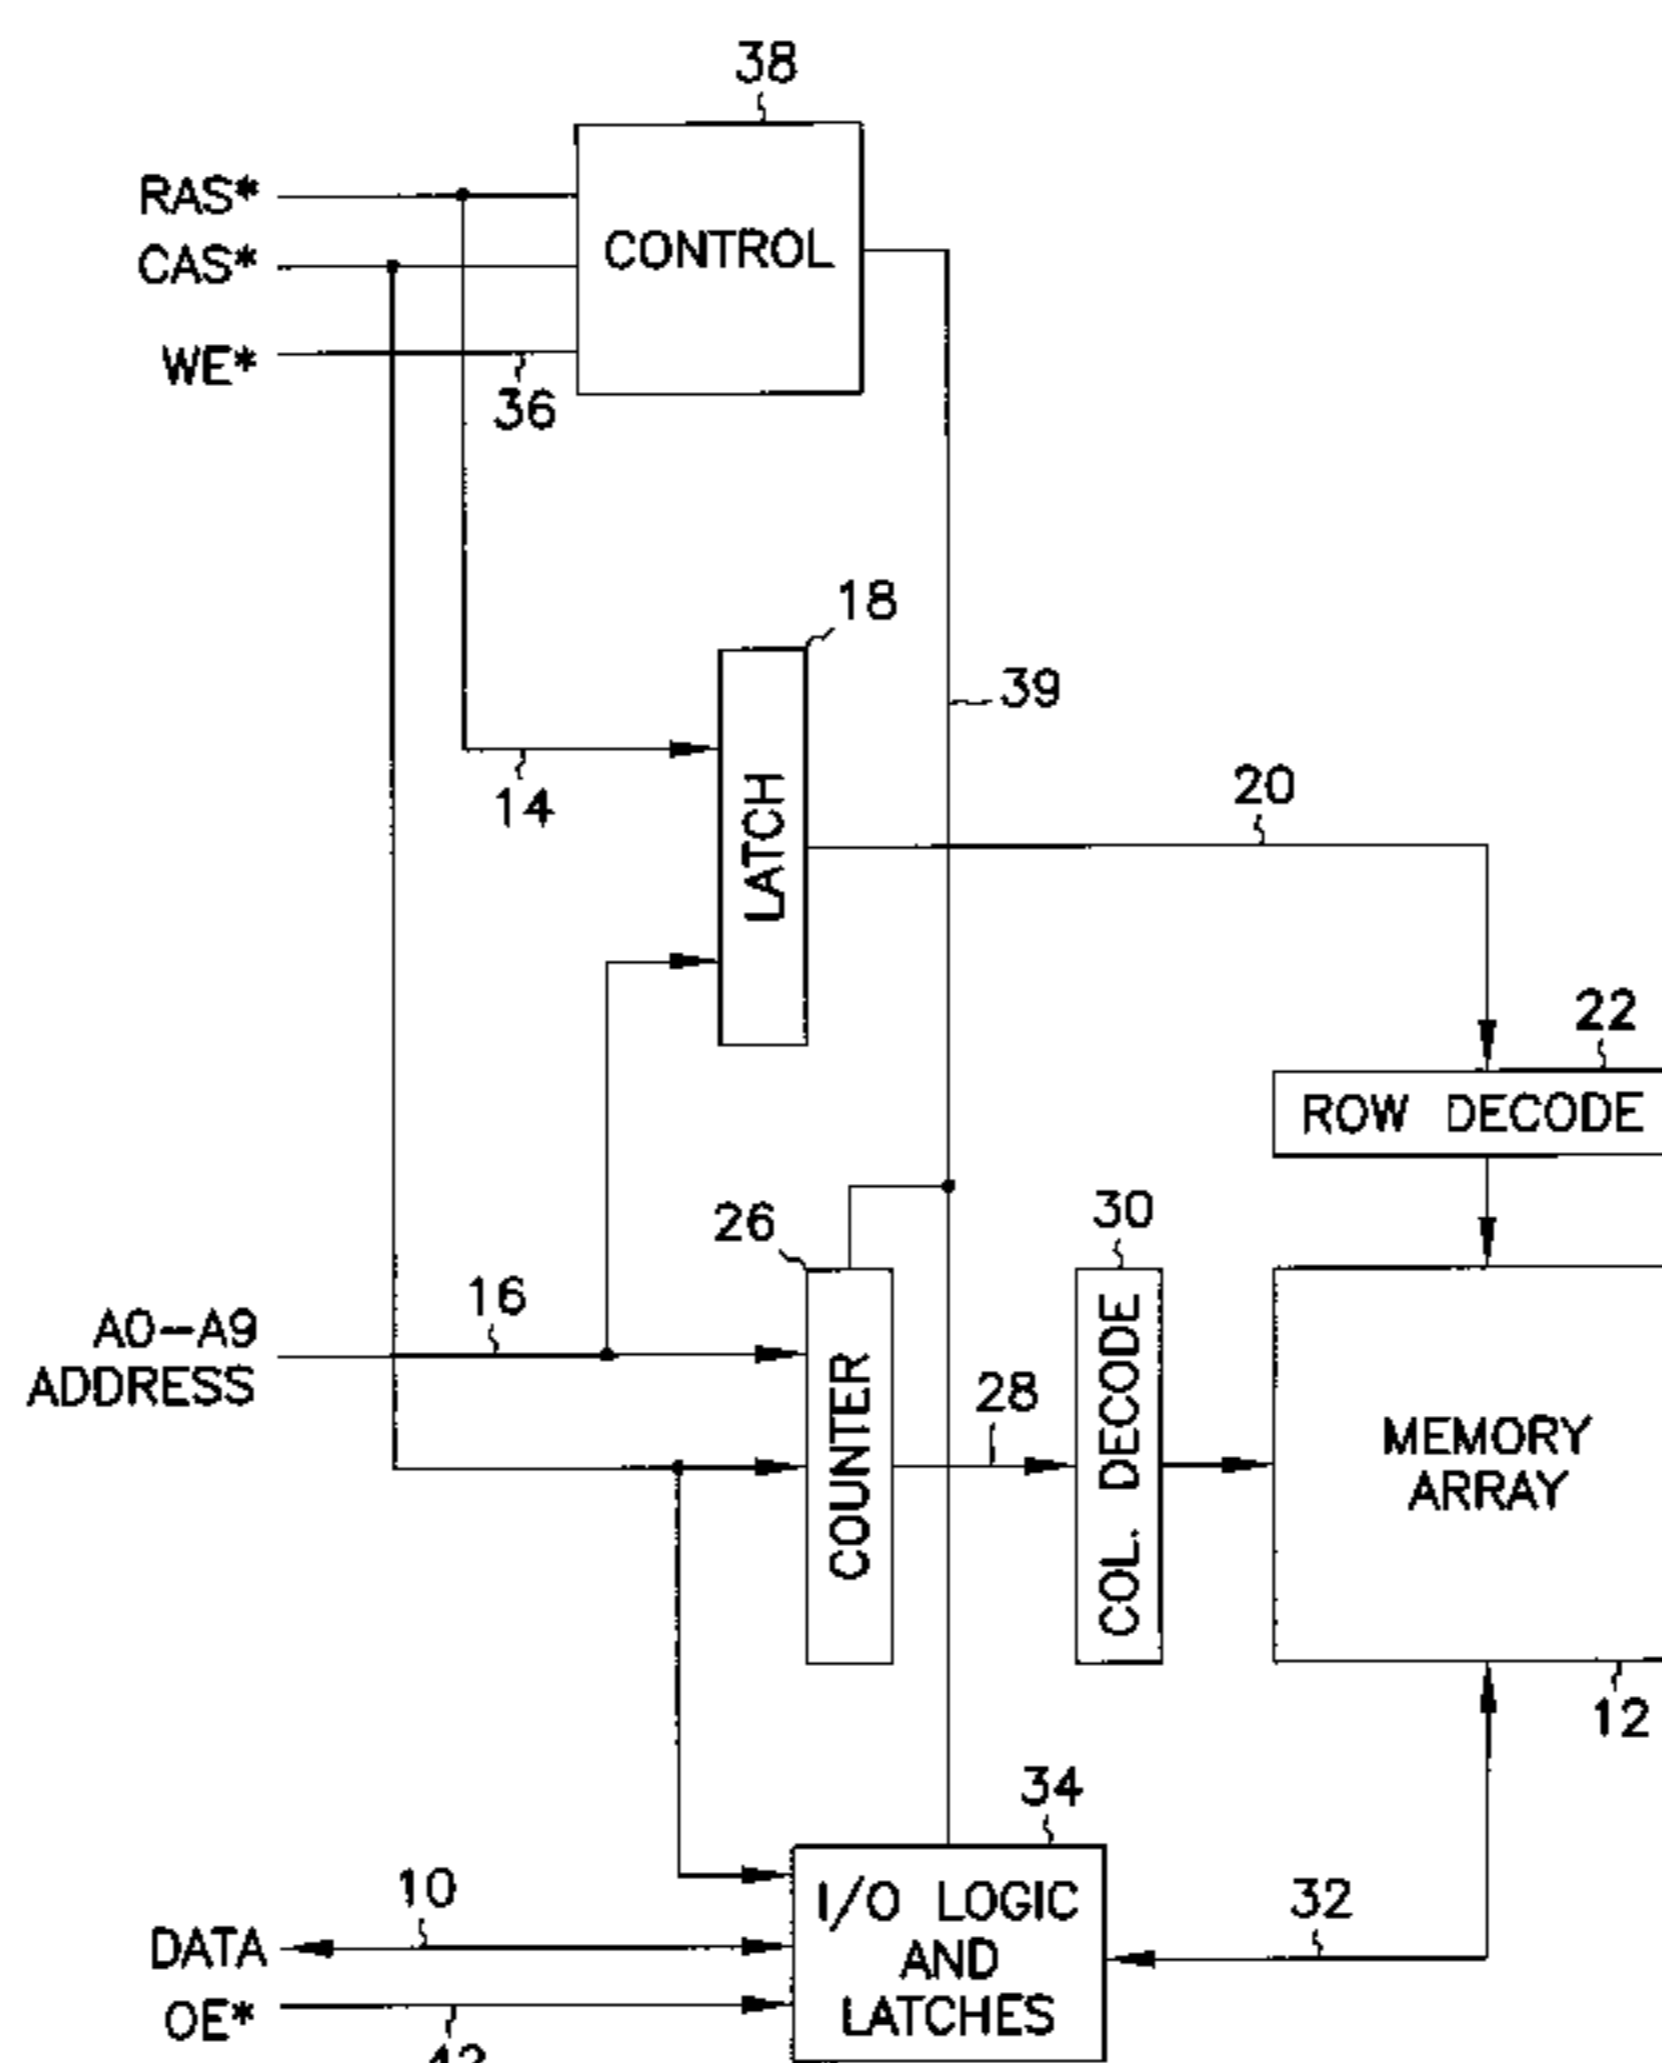 38
RAS*
CAS*
WE*
CONTROL
36
18
39
14
LATCH
20
22
ROW DECODE
26
30
16
A0-A9
ADDRESS
COUNTER
28
COL. DECODE
MEMORY
ARRAY
12
34
10
I/O LOGIC
AND
LATCHES
32
DATA
OE*